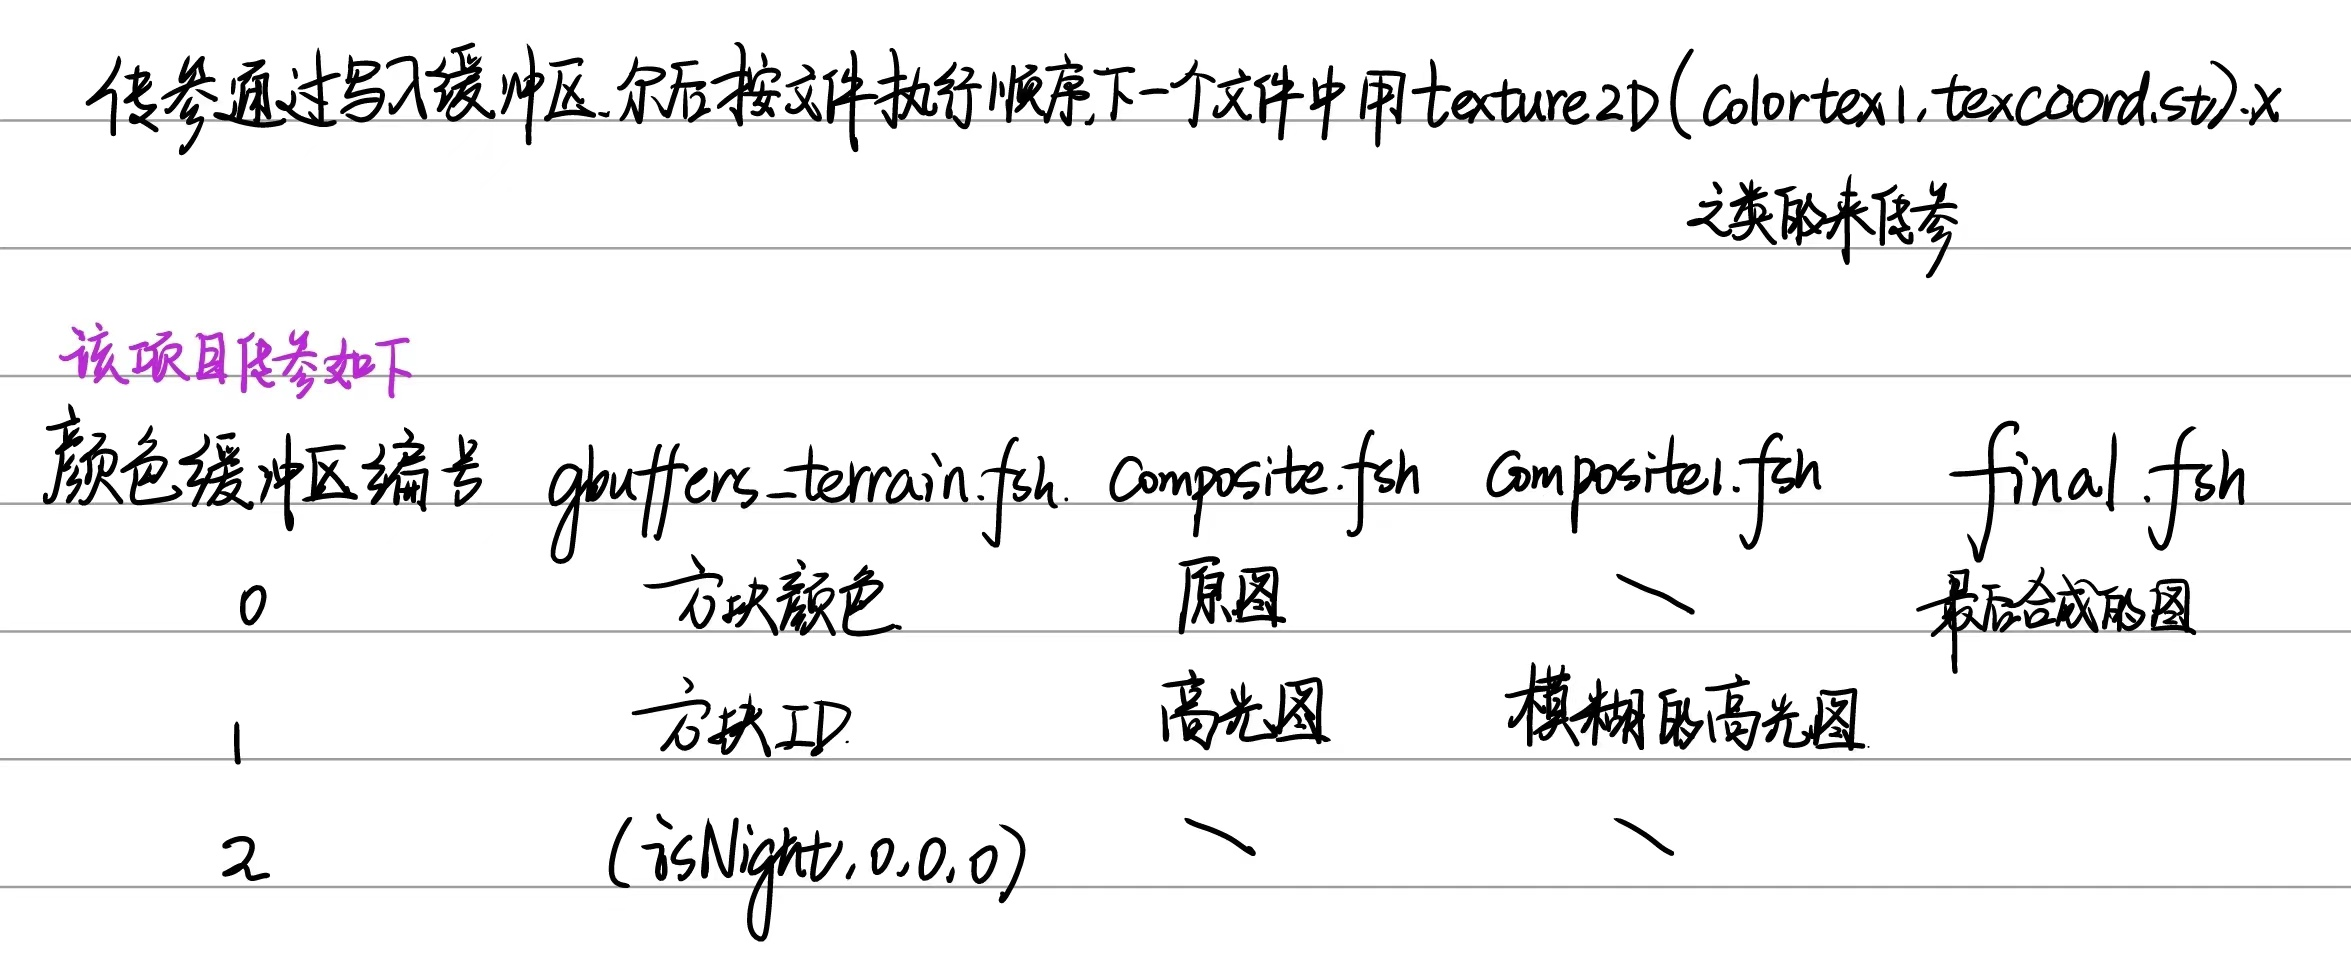 传参通过写入缓冲区.尔后按文件执行顺序,下一个文件中用texture2D(colortex1,texcoord.st).x
之类的来传参
该项目传参如下
颜色缓冲区编号 gbuffers_terrain.fsh. Composite.fsh Composite1.fsh final.fsh
0 方块颜色 原图 \ 最后合成的图
1 方块ID. 高光图 模糊的高光图.
2 (isNight,0,0,0) \ \